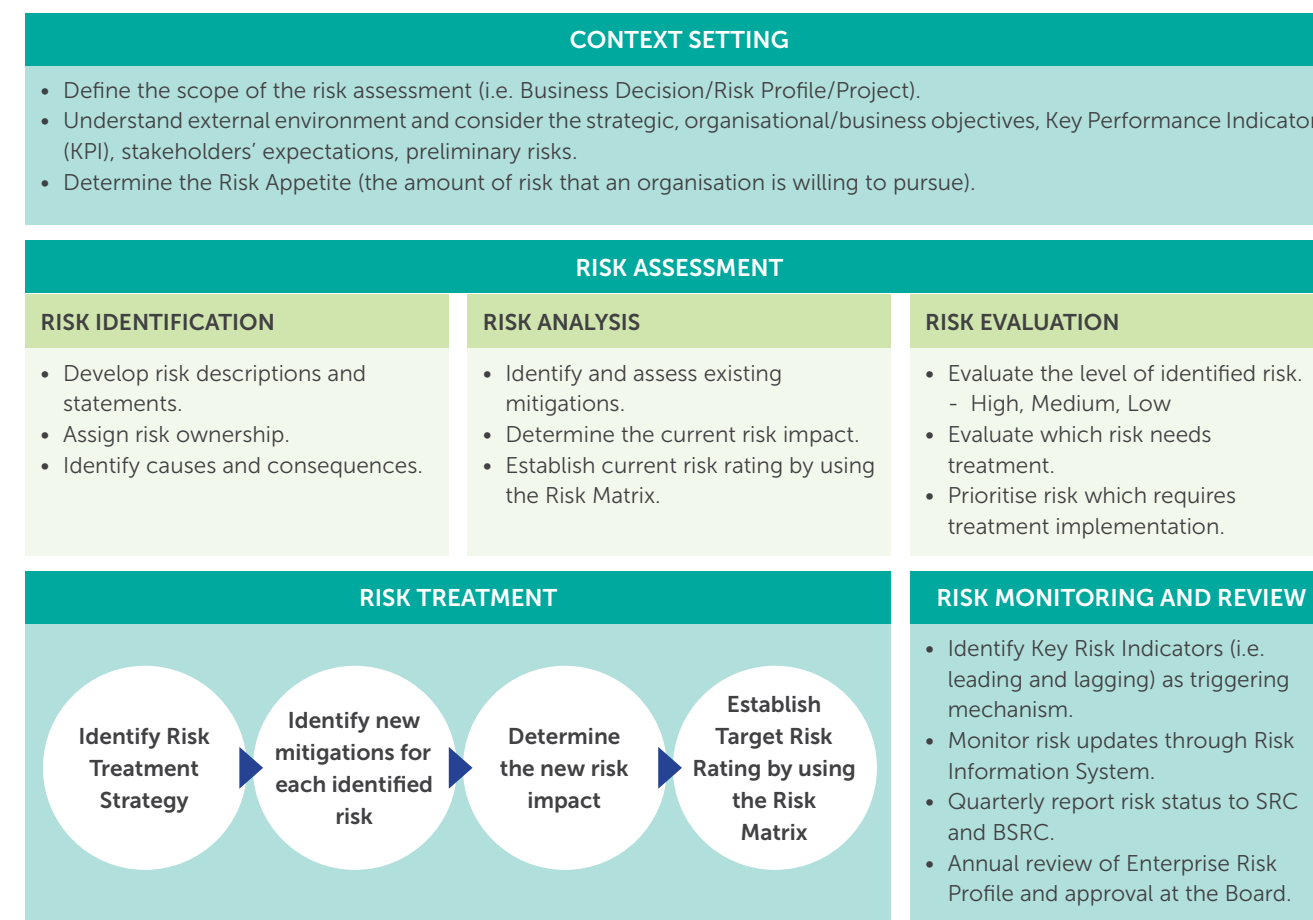 CONTEXT SETTING
• Define the scope of the risk assessment (i.e. Business Decision/Risk Profile/Project).
• Understand external environment and consider the strategic, organisational/business objectives, Key Performance Indicator
(KPI), stakeholders’ expectations, preliminary risks.
• Determine the Risk Appetite (the amount of risk that an organisation is willing to pursue).
RISK ASSESSMENT
RISK IDENTIFICATION
• Develop risk descriptions and
statements.
• Assign risk ownership.
• Identify causes and consequences.
RISK ANALYSIS
• Identify and assess existing
mitigations.
• Determine the current risk impact.
• Establish current risk rating by using
the Risk Matrix.
RISK EVALUATION
• Evaluate the level of identified risk.
- High, Medium, Low
• Evaluate which risk needs
treatment.
• Prioritise risk which requires
treatment implementation.
RISK TREATMENT
Identify Risk
Treatment
Strategy
Identify new
mitigations for
each identified
risk
Determine
the new risk
impact
Establish
Target Risk
Rating by using
the Risk
Matrix
RISK MONITORING AND REVIEW
• Identify Key Risk Indicators (i.e.
leading and lagging) as triggering
mechanism.
• Monitor risk updates through Risk
Information System.
• Quarterly report risk status to SRC
and BSRC.
• Annual review of Enterprise Risk
Profile and approval at the Board.